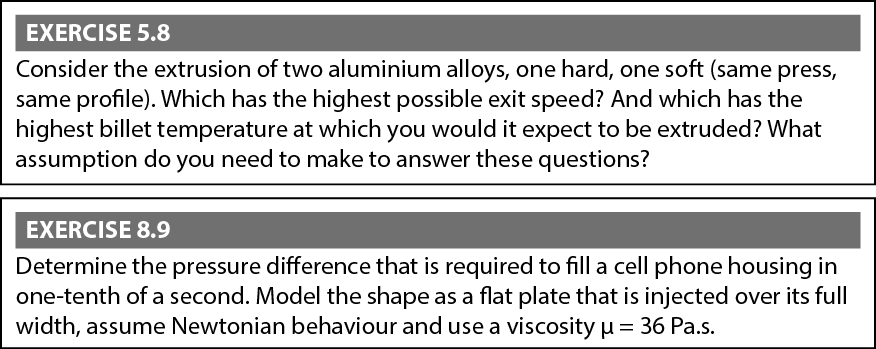 EXERCISE 5.8
Consider the extrusion of two aluminium alloys, one hard, one soft (same press,
same profile). Which has the highest possible exit speed? And which has the
highest billet temperature at which you would it expect to be extruded? What
assumption do you need to make to answer these questions?
EXERCISE 8.9
Determine the pressure difference that is required to fill a cell phone housing in
one-tenth of a second. Model the shape as a flat plate that is injected over its full
width, assume Newtonian behaviour and use a viscosity μ = 36 Pa.s.